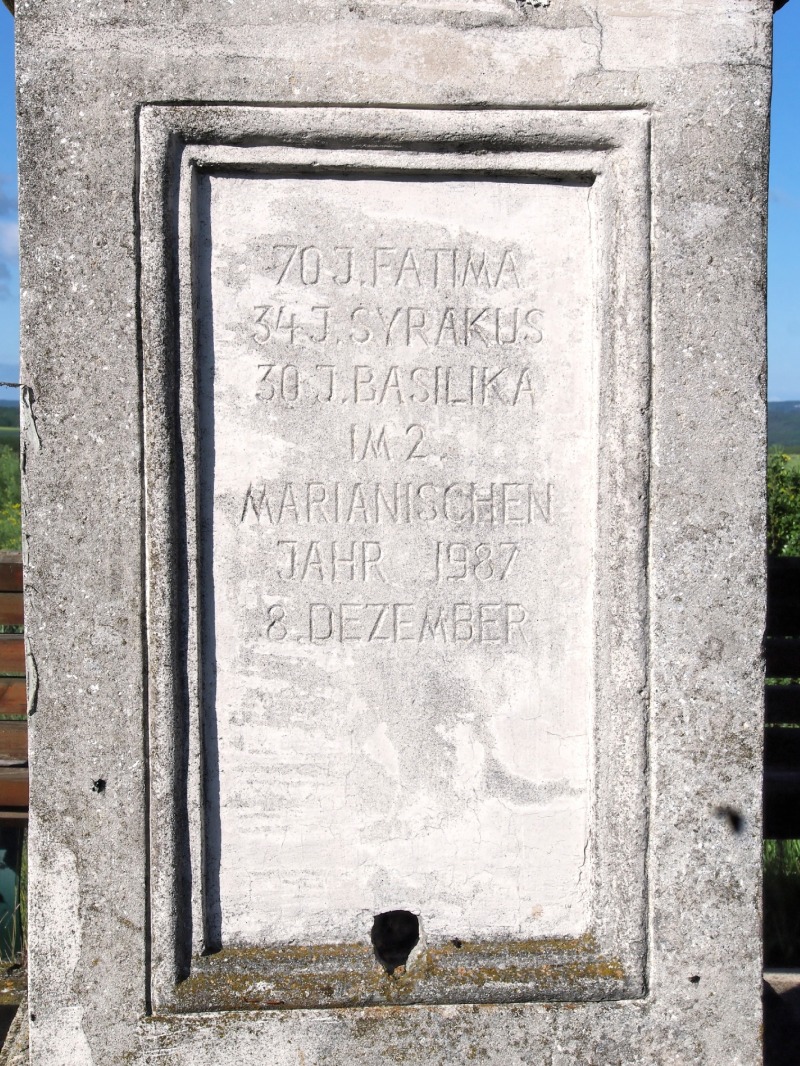 70 J. FATIMA
34 J. SYRAKUS
30 J. BASILIKA
IM 2.
MARIANISCHEN
JAHR 1987
8. DEZEMBER